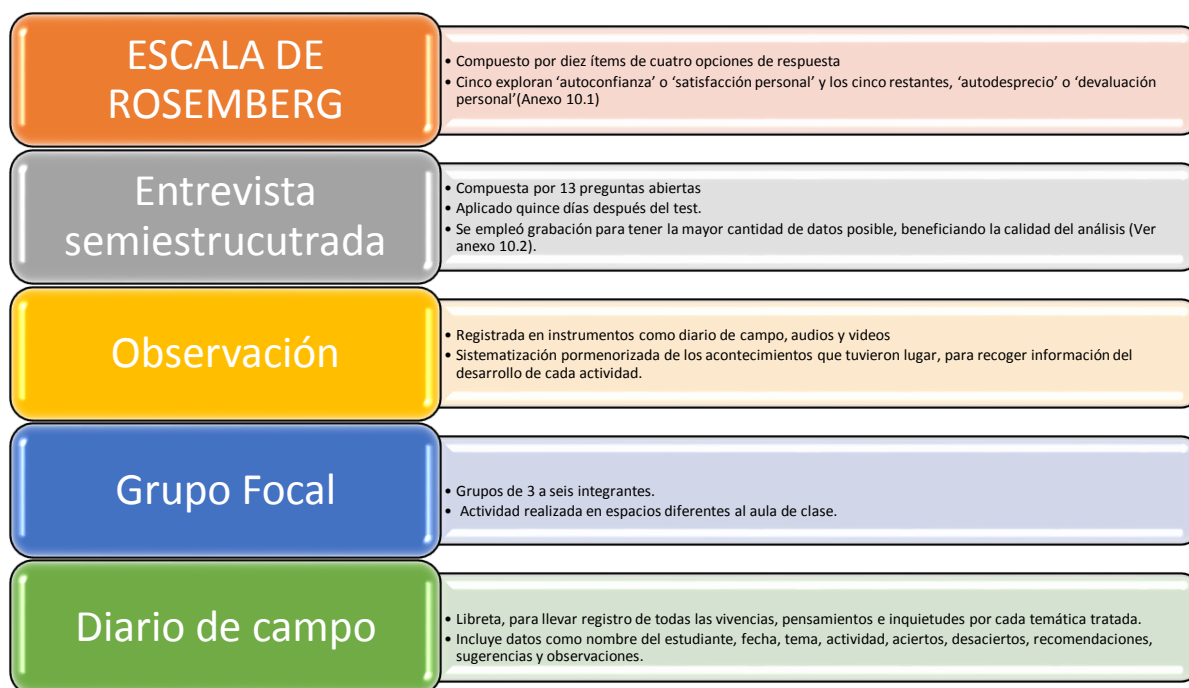 ESCALA DE
ROSEMBERG
• Compuesto por diez ítems de cuatro opciones de respuesta
• Cinco exploran ‘autoconfianza’ o ‘satisfacción personal’ y los cinco restantes, ‘autodesprecio’ o ‘devaluación
personal’(Anexo 10.1)
Entrevista
semiestrucutrada
• Compuesta por 13 preguntas abiertas
• Aplicado quince días después del test.
• Se empleó grabación para tener la mayor cantidad de datos posible, beneficiando la calidad del análisis (Ver
anexo 10.2).
Observación
• Registrada en instrumentos como diario de campo, audios y videos
• Sistematización pormenorizada de los acontecimientos que tuvieron lugar, para recoger información del
desarrollo de cada actividad.
Grupo Focal
• Grupos de 3 a seis integrantes.
• Actividad realizada en espacios diferentes al aula de clase.
Diario de campo
• Libreta, para llevar registro de todas las vivencias, pensamientos e inquietudes por cada temática tratada.
• Incluye datos como nombre del estudiante, fecha, tema, actividad, aciertos, desaciertos, recomendaciones,
sugerencias y observaciones.